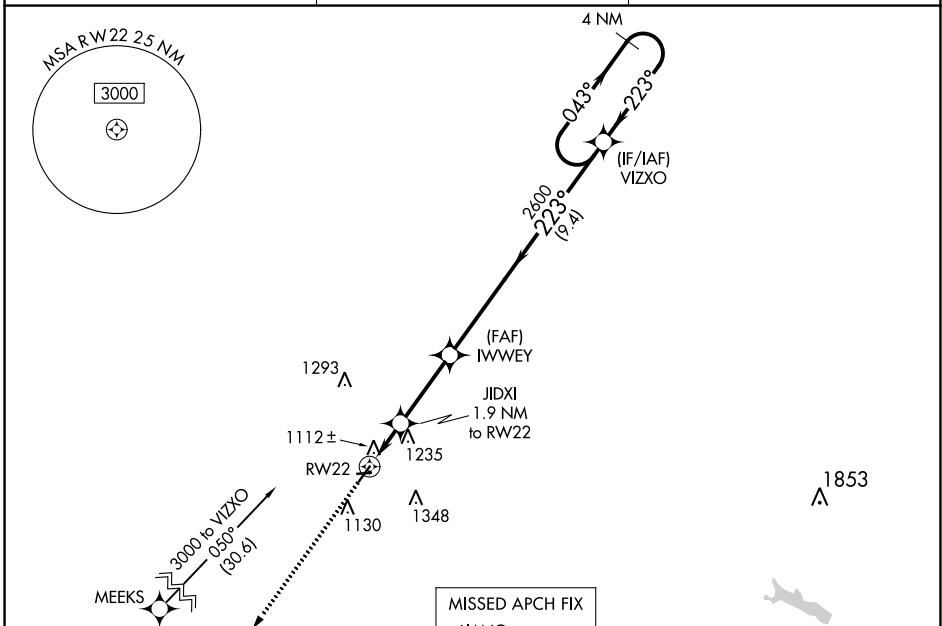 4 NM
MSA RW22 25 NM
3000
043°
223°
(IF/IAF)
VIZXO
2600
223°
(9.4)
(FAF)
IWWEY
1293
JIDXI
1.9 NM
to RW22
1112 ±
1235
RW22
1853
1348
1130
3000 to VIZXO
050°
(30.6)
MEEKS
MISSED APCH FIX